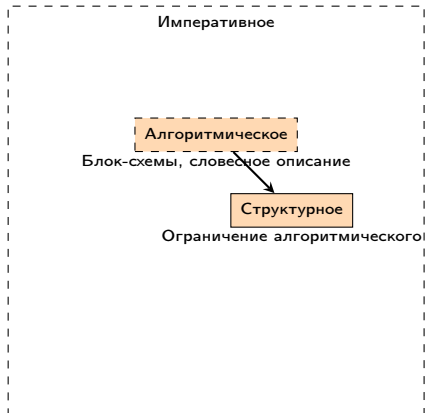 Императивное
Алгоритмическое
Блок-схемы, словесное описание
Структурное
Ограничение алгоритмического